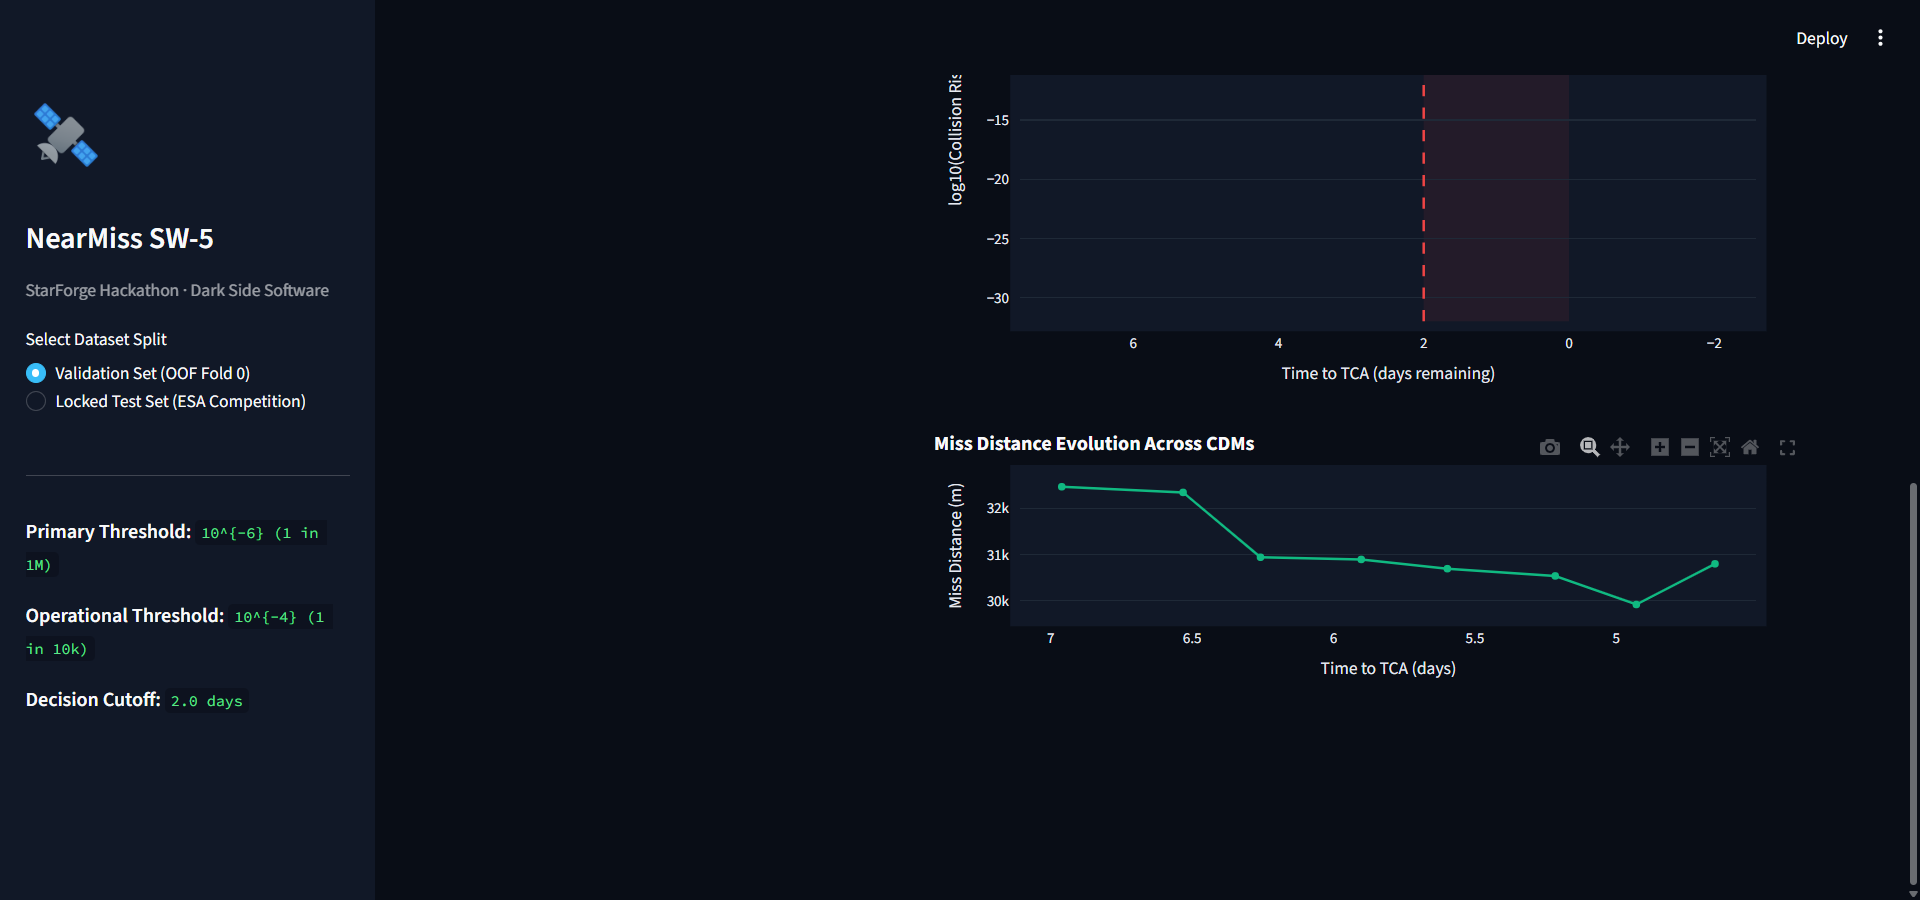 Deploy
NearMiss SW-5
StarForge Hackathon · Dark Side Software
Select Dataset Split
Validation Set (OOF Fold 0)
Locked Test Set (ESA Competition)
Primary Threshold: 10^{-6} (1 in
1M)
Operational Threshold: 10^{-4} (1
in 10k)
Decision Cutoff: 2.0 days
log10(Collision Ris
−15
−20
−25
−30
6 4 2 0 −2
Time to TCA (days remaining)
Miss Distance Evolution Across CDMs
Miss Distance (m)
32k
31k
30k
7 6.5 6 5.5 5
Time to TCA (days)